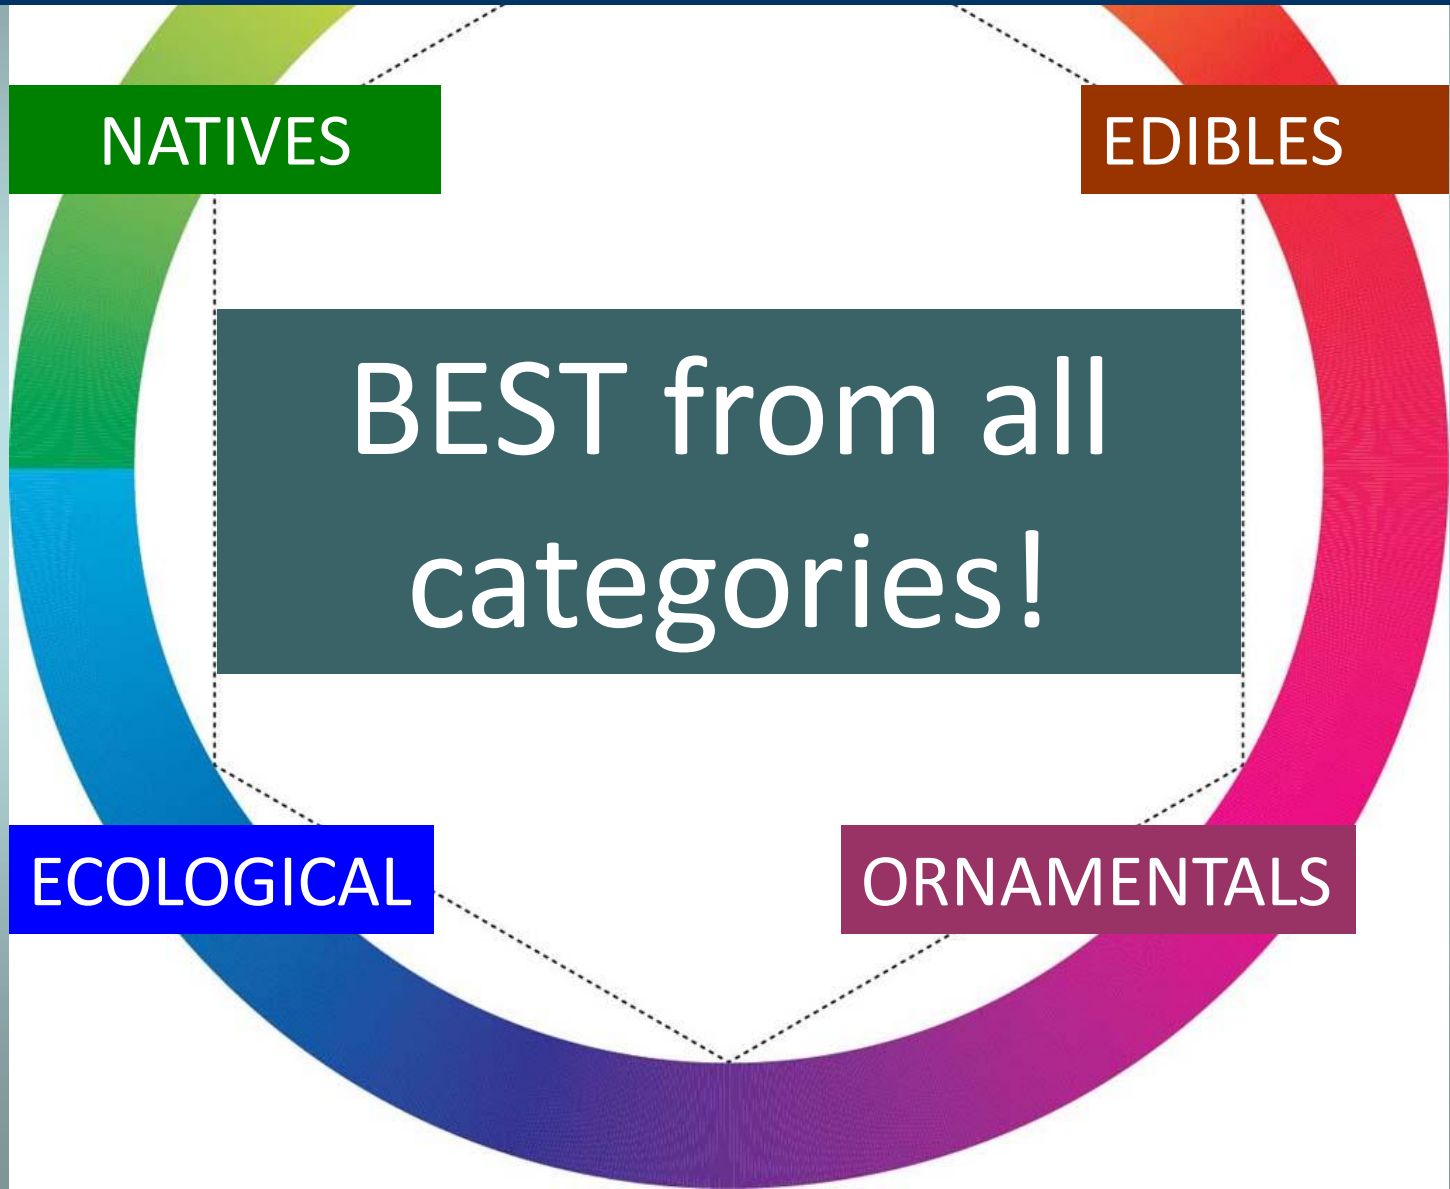 NATIVES
EDIBLES
BEST from all
categories!
ECOLOGICAL
ORNAMENTALS